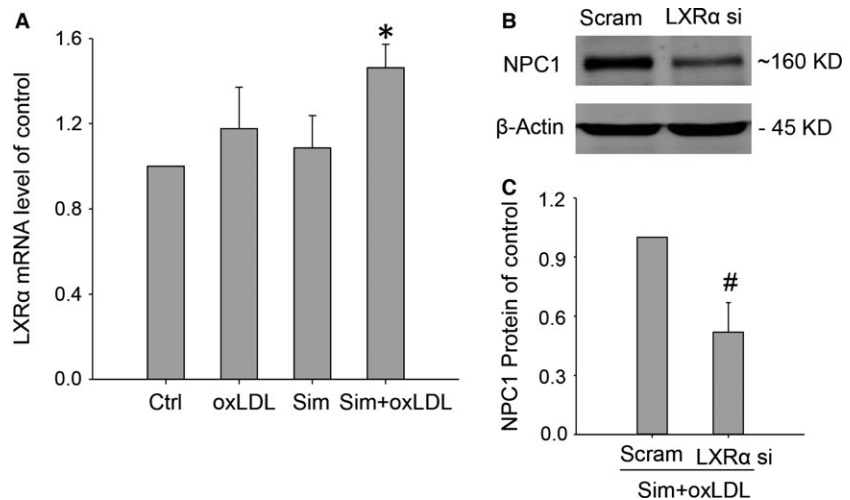 A
LXRα mRNA level of control
1.6
1.2
0.9
0.4
0.0
*
Ctrl oxLDL Sim Sim+oxLDL
B
Scram LXRα si
NPC1 ~160 KD
β-Actin - 45 KD
C
NPC1 Protein of control
1.2
0.9
0.6
0.3
0.0
#
Scram LXRα si
Sim+oxLDL